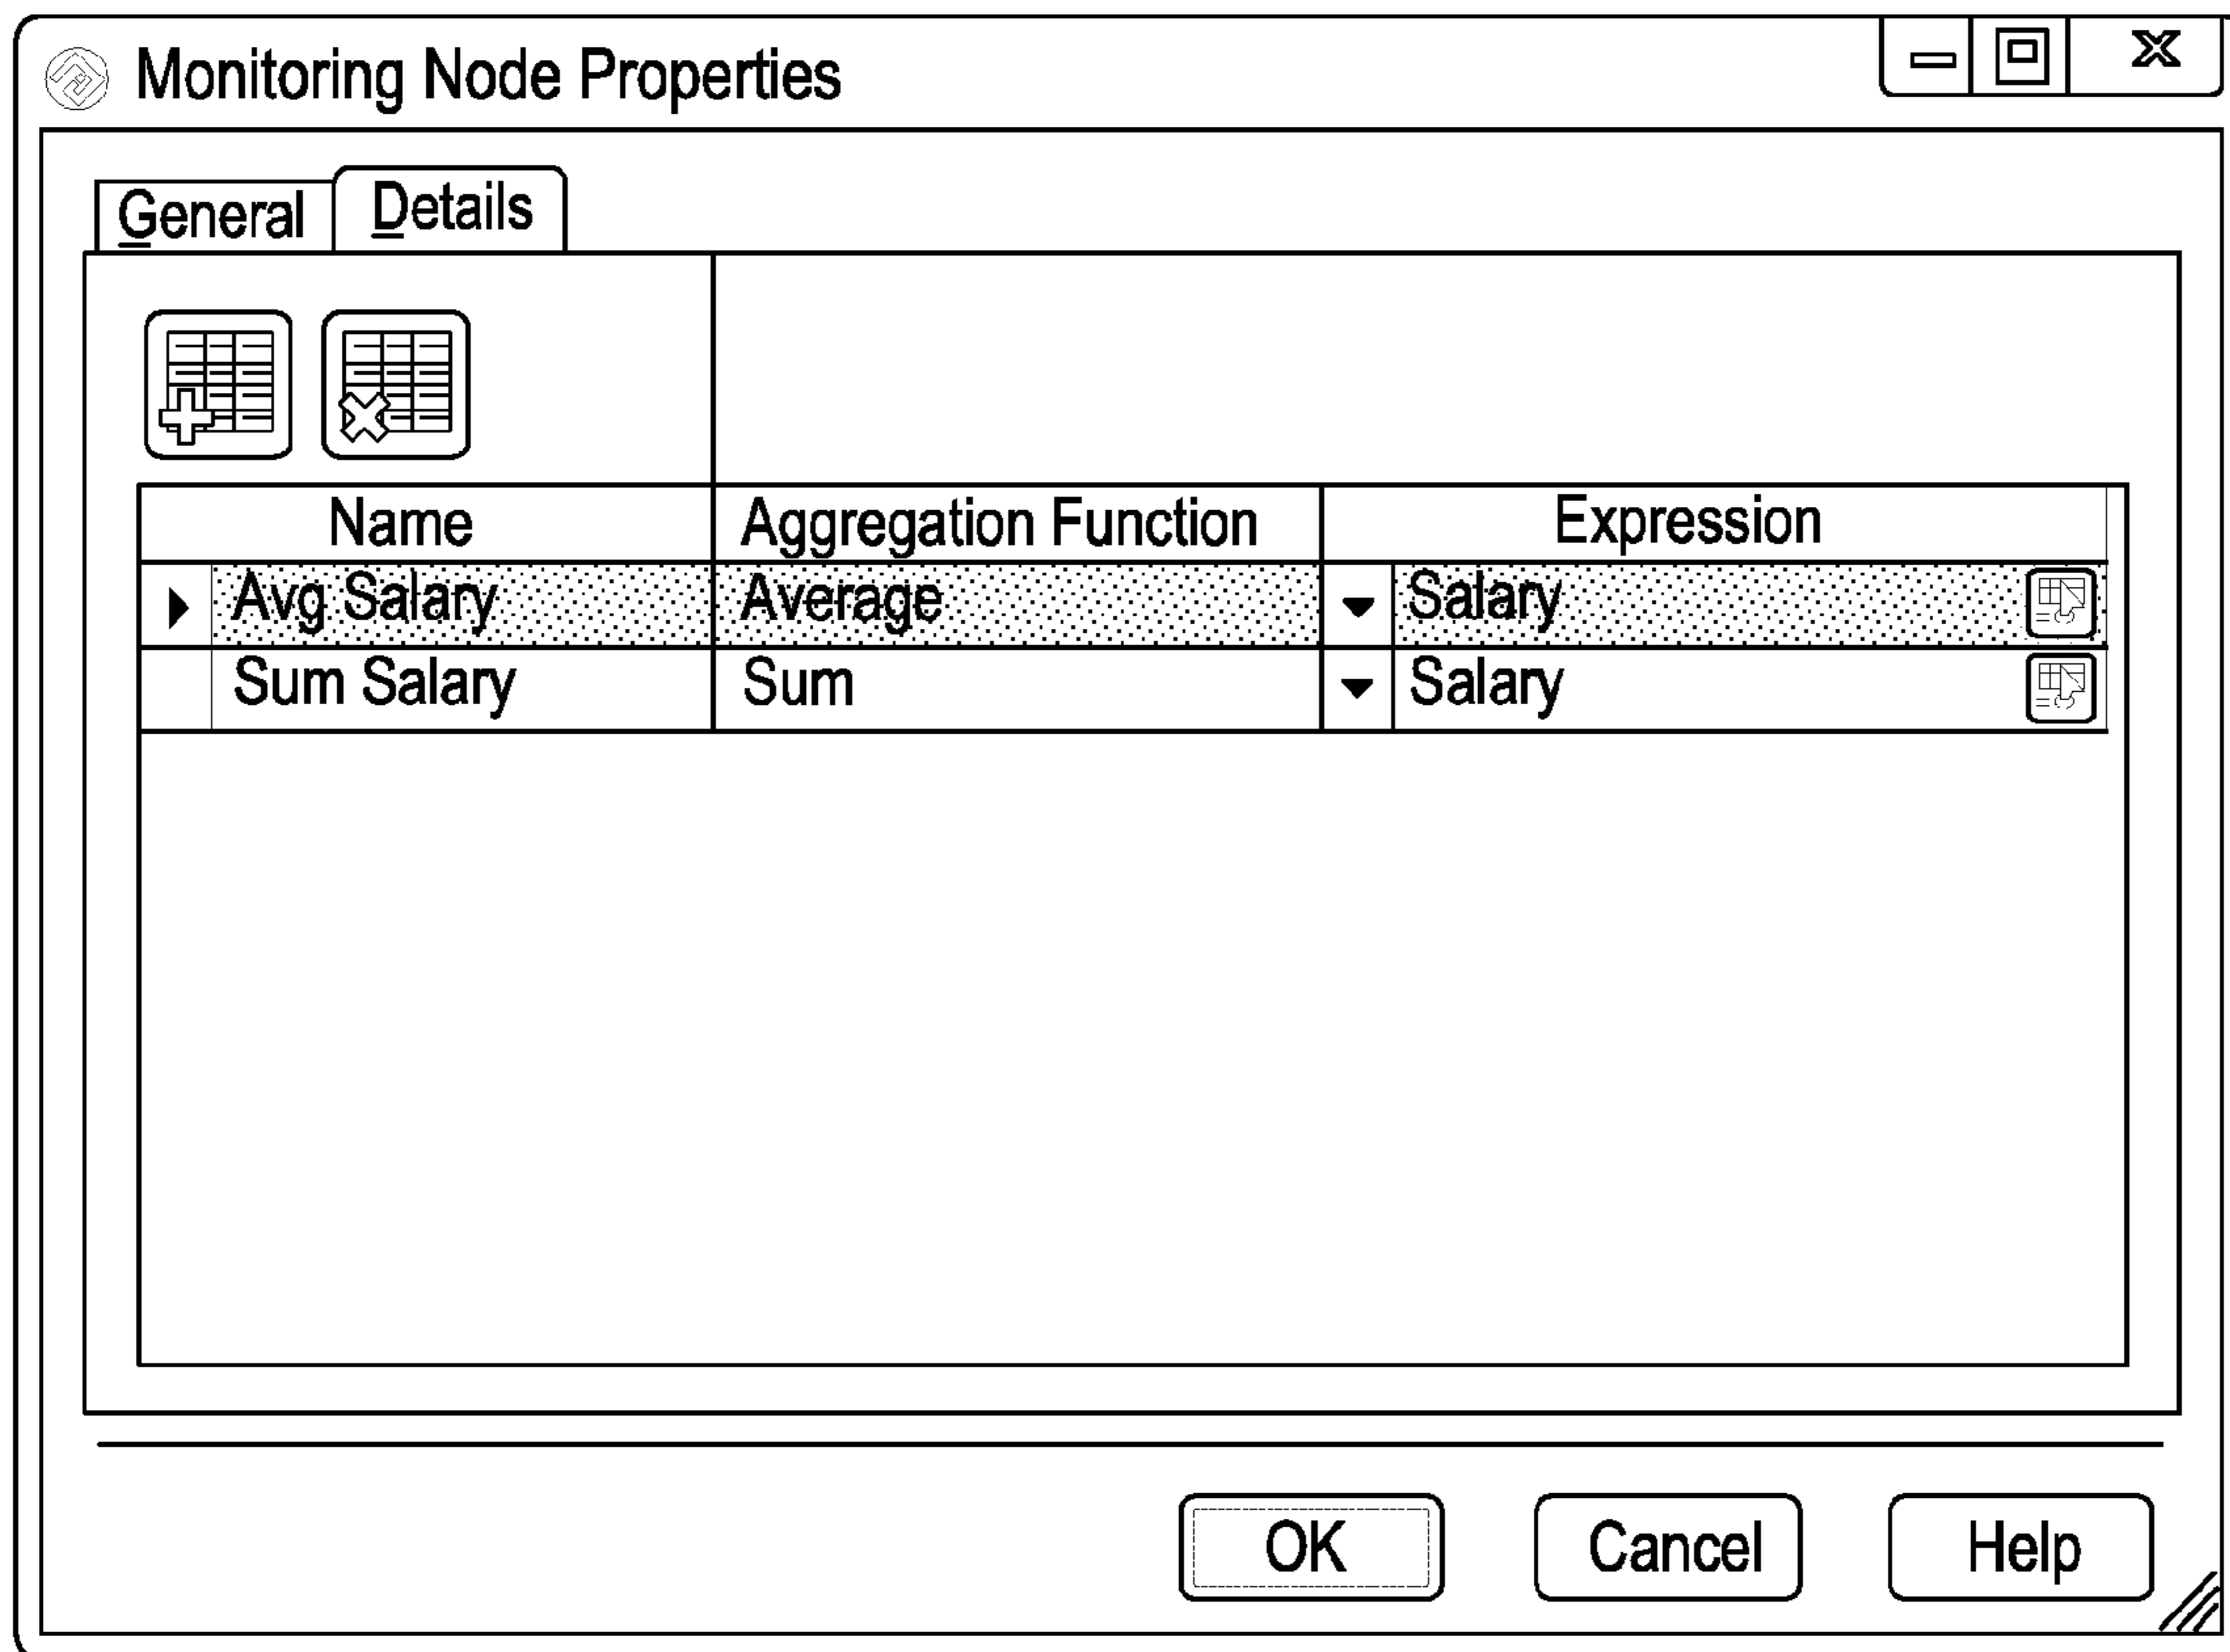 Monitoring Node Properties
General Details
Name Aggregation Function Expression
Avg Salary Average Salary
Sum Salary Sum Salary
OK Cancel Help